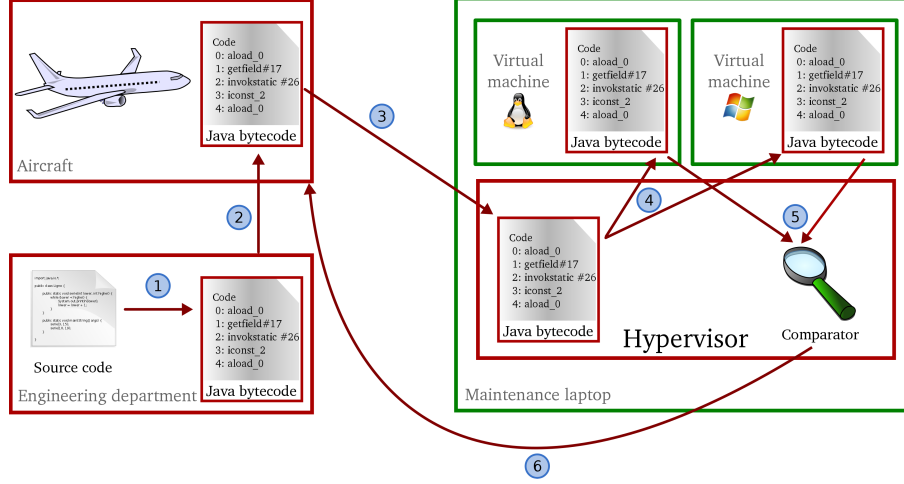 Code
0: aload_0
1: getfield#17
2: invokstatic #26
3: iconst_2
4: aload_0
Java bytecode
Aircraft
3
2
1
Source code
Code
0: aload_0
1: getfield#17
2: invokstatic #26
3: iconst_2
4: aload_0
Java bytecode
Engineering department
Virtual
machine
Code
0: aload_0
1: getfield#17
2: invokstatic #26
3: iconst_2
4: aload_0
Java bytecode
Virtual
machine
Code
0: aload_0
1: getfield#17
2: invokstatic #26
3: iconst_2
4: aload_0
Java bytecode
4
5
Code
0: aload_0
1: getfield#17
2: invokstatic #26
3: iconst_2
4: aload_0
Java bytecode
Hypervisor
Comparator
Maintenance laptop
6